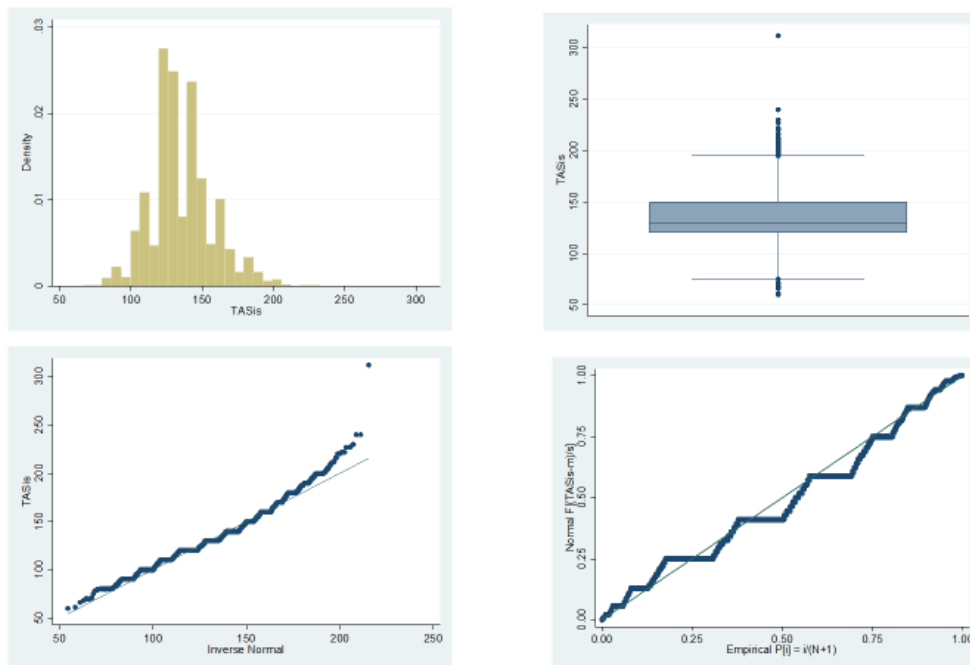 .03
.02
.01
0
Density
50 100 150 200 250 300
TASis
300
250
200
150
100
50
TASis
300
250
200
150
100
50
TASis
50 100 150 200 250
Inverse Normal
1.00
0.75
0.50
0.25
0.00
Normal F[(TASis-m)/s]
0.00 0.25 0.50 0.75 1.00
Empirical P[i] = i/(N+1)